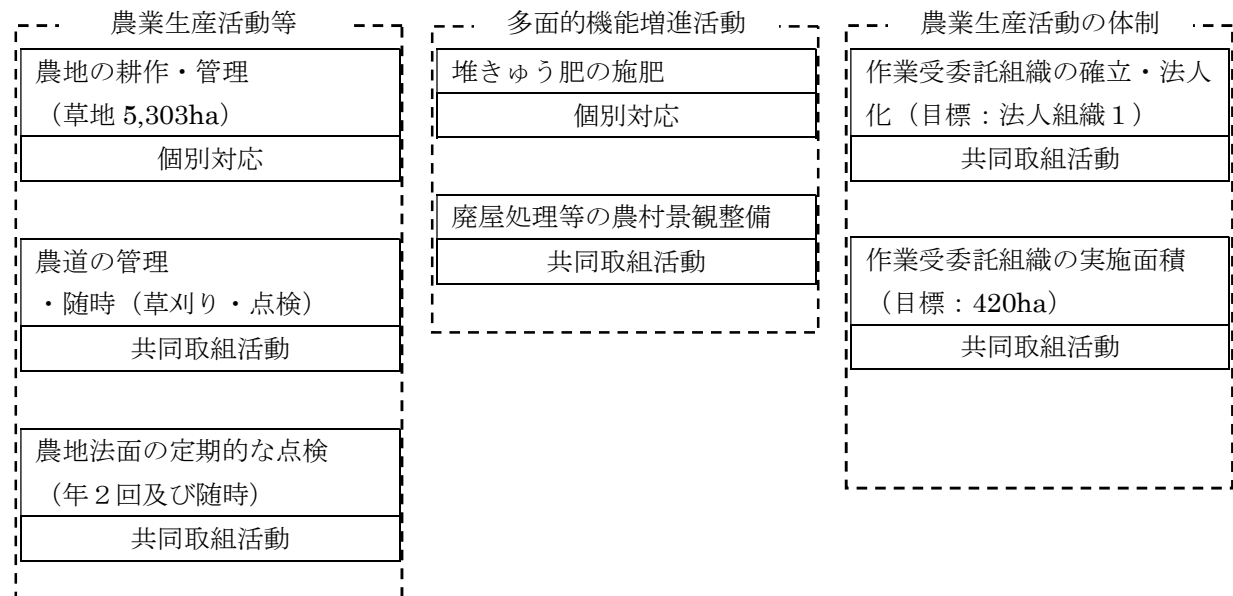 農業生産活動等
農地の耕作・管理
（草地 5,303ha）
個別対応
農道の管理
・随時（草刈り・点検）
共同取組活動
農地法面の定期的な点検
（年２回及び随時）
共同取組活動
多面的機能増進活動
堆きゅう肥の施肥
個別対応
廃屋処理等の農村景観整備
共同取組活動
農業生産活動の体制
作業受委託組織の確立・法人
化（目標：法人組織１）
共同取組活動
作業受委託組織の実施面積
（目標：420ha）
共同取組活動